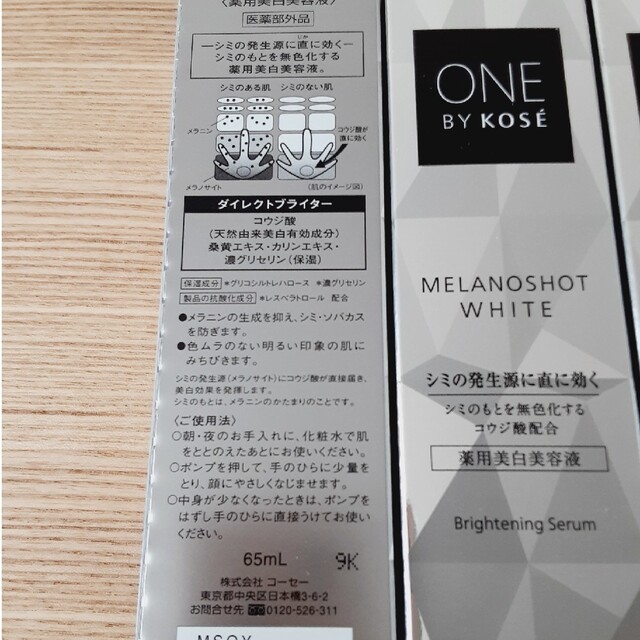 〈薬用美白美容液〉
医薬部外品
―シミの発生源に直に効く―
じか
シミのもとを無色化する
薬用美白美容液。
シミのある肌 シミのない肌
メラニン
コウジ酸が
直に効く
メラノサイト
(肌のイメージ図)
ダイレクトブライター
コウジ酸
(天然由来美白有効成分)
桑黄エキス・カリンエキス・
濃グリセリン(保湿)
保湿成分 *グリコシルトレハロース *濃グリセリン
製品の抗酸化成分 *レスベラトロール 配合
●メラニンの生成を抑え、シミ・ソバカス
を防ぎます。
●色ムラのない明るい印象の肌に
みちびきます。
シミの発生源(メラノサイト)にコウジ酸が直接届き、
美白効果を発揮します。
シミのもとは、メラニンのかたまりのことです。
〈ご使用法〉
○朝・夜のお手入れに、化粧水で肌
をととのえたあとにお使いください。
○ポンプを押して、手のひらに少量を
とり、顔にやさしくなじませます。
○中身が少なくなったときは、ポンプを
はずし手のひらに直接うけてお使い
ください。
65mL 9K
株式会社 コーセー
東京都中央区日本橋3-6-2
お問合せ先 0120-526-311
ONE
BY KOSÉ
MELANOSHOT
WHITE
シミの発生源に直に効く
シミのもとを無色化する
コウジ酸配合
薬用美白美容液
Brightening Serum